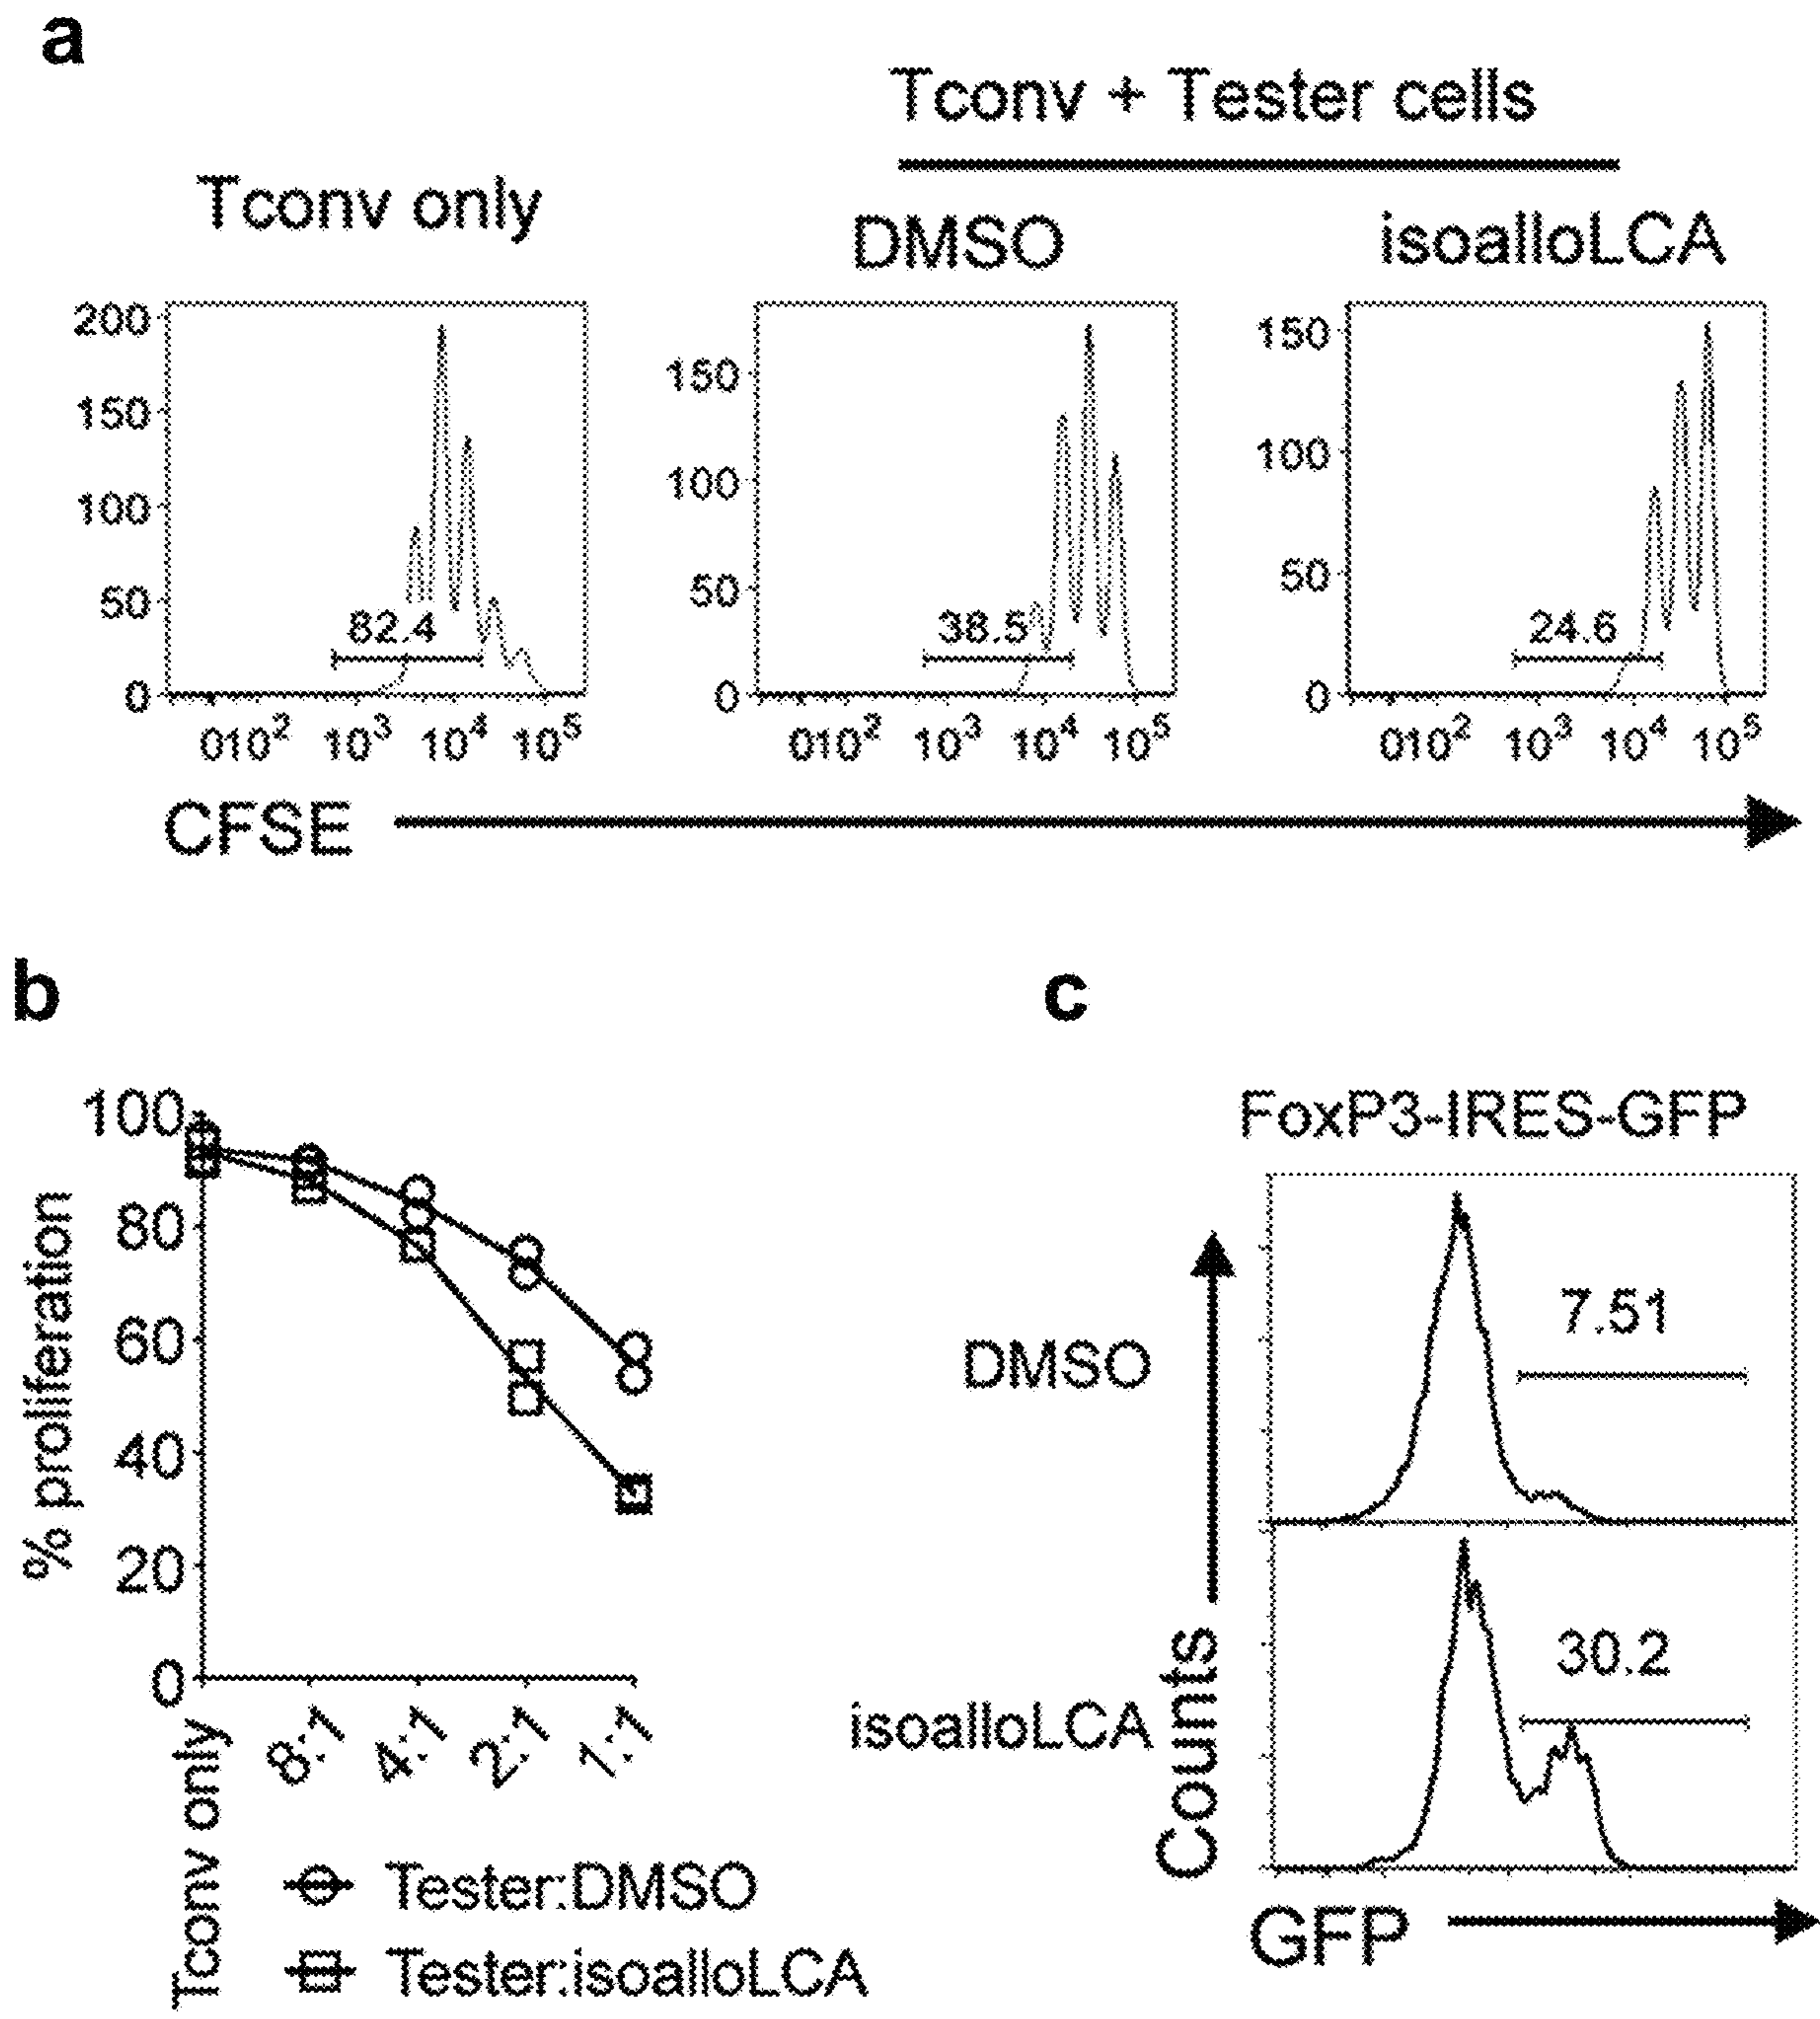 a
Tconv + Tester cells
Tconv only
DMSO
isoalloLCA
200
150
100
50
0
82.4
0 10^2 10^3 10^4 10^5
150
100
50
0
38.5
0 10^2 10^3 10^4 10^5
150
100
50
0
24.6
0 10^2 10^3 10^4 10^5
CFSE
b
% proliferation
100
80
60
40
20
0
Tconv only
8:1
4:1
2:1
1:1
Tester:DMSO
Tester:isoalloLCA
c
FoxP3-IRES-GFP
DMSO
7.51
isoalloLCA
30.2
Counts
GFP